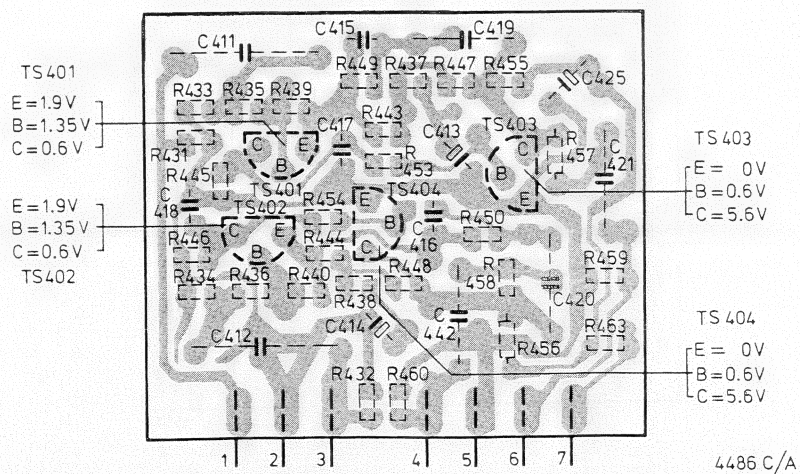 C415
C419
C411
TS401
R449
R437
R447
R455
C425
R433
R435
R439
E=1.9V
B=1.35V
C=0.6V
R443
C417
C413
TS403
C
E
B
C
B
E
R
457
C
421
R431
R
453
TS403
R445
E=0V
B=0.6V
C=5.6V
TS401
TS404
C
418
TS402
R454
E
B
C
C
E
B
C
416
R450
E=1.9V
B=1.35V
C=0.6V
R446
R444
TS402
R434
R436
R440
R448
R
458
R459
C420
R438
C414
C
442
R463
TS404
C412
R456
E=0V
B=0.6V
C=5.6V
R432
R460
1
2
3
4
5
6
7
4486 C/A